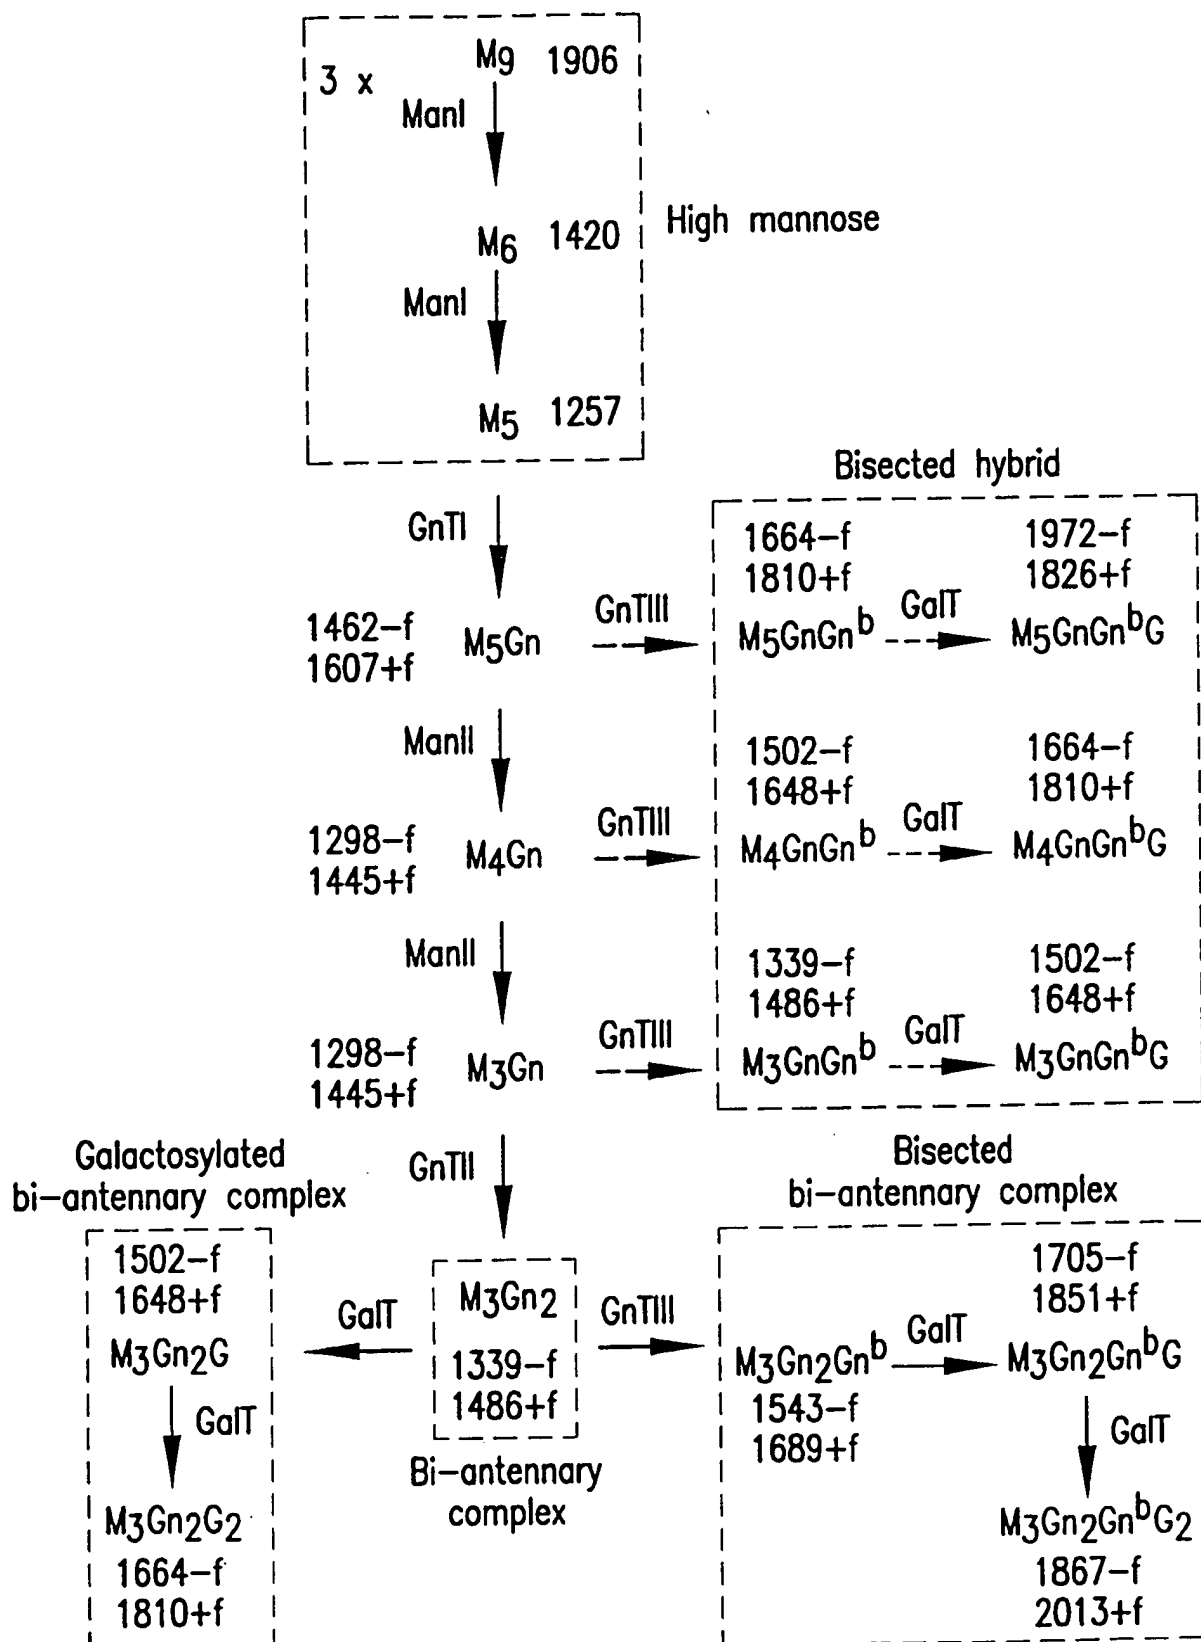 3 x
M9 1906
ManI
M6 1420
High mannose
ManI
M5 1257
GnTI
Bisected hybrid
1664-f
1810+f
1972-f
1826+f
1462-f
1607+f
M5Gn
GnTIII
M5GnGnb
GalT
M5GnGnbG
ManII
1502-f
1648+f
1664-f
1810+f
1298-f
1445+f
M4Gn
GnTIII
M4GnGnb
GalT
M4GnGnbG
ManII
1339-f
1486+f
1502-f
1648+f
1298-f
1445+f
M3Gn
GnTIII
M3GnGnb
GalT
M3GnGnbG
GnTII
Galactosylated
bi-antennary complex
1502-f
1648+f
M3Gn2G
GalT
M3Gn2G2
1664-f
1810+f
GalT
M3Gn2
1339-f
1486+f
Bi-antennary
complex
GnTIII
Bisected
bi-antennary complex
M3Gn2Gnb
1543-f
1689+f
GalT
1705-f
1851+f
M3Gn2GnbG
GalT
M3Gn2GnbG2
1867-f
2013+f